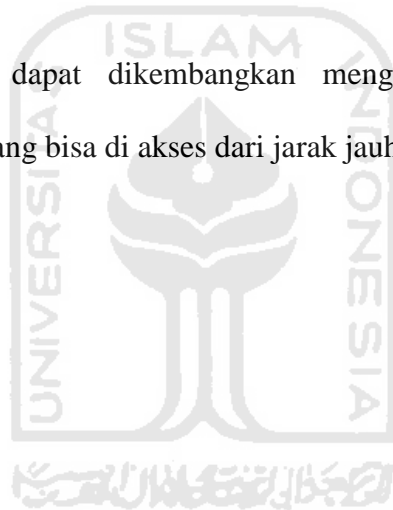 ISLAM
dapat dikembangkan meng
ang bisa di akses dari jarak jauh
UNIVERSITAS
INDONESIA